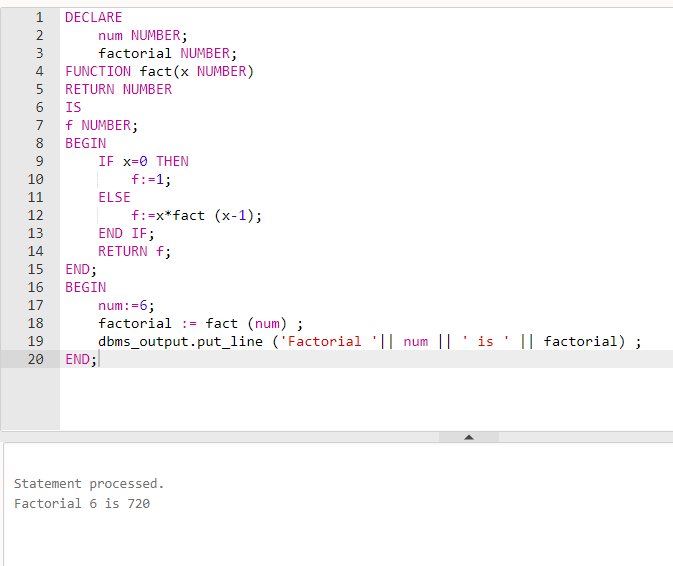 1 DECLARE
2 num NUMBER;
3 factorial NUMBER;
4 FUNCTION fact(x NUMBER)
5 RETURN NUMBER
6 IS
7 f NUMBER;
8 BEGIN
9 IF x=0 THEN
10 f:=1;
11 ELSE
12 f:=x*fact (x-1);
13 END IF;
14 RETURN f;
15 END;
16 BEGIN
17 num:=6;
18 factorial := fact (num) ;
19 dbms_output.put_line ('Factorial '|| num || ' is ' || factorial) ;
20 END;
Statement processed.
Factorial 6 is 720